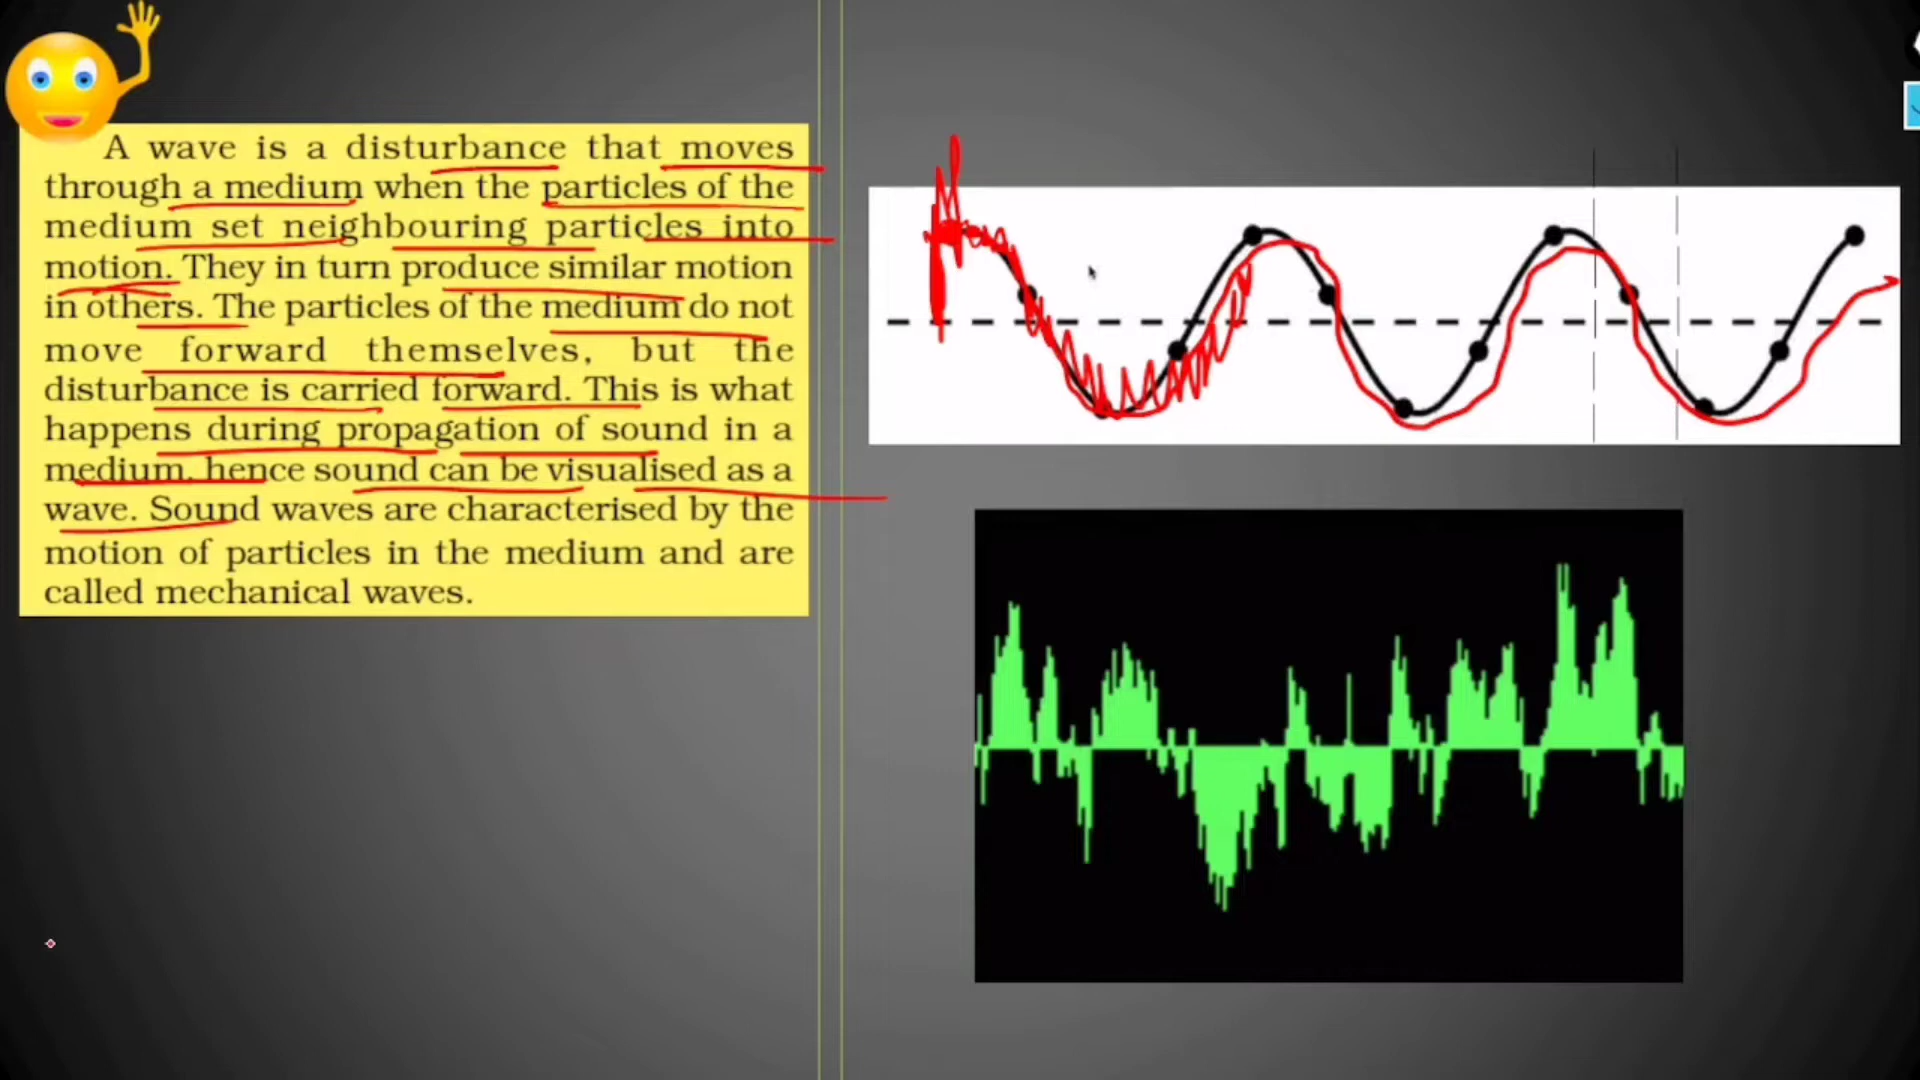 A wave is a disturbance that moves
through a medium when the particles of the
medium set neighbouring particles into
motion. They in turn produce similar motion
in others. The particles of the medium do not
move forward themselves, but the
disturbance is carried forward. This is what
happens during propagation of sound in a
medium, hence sound can be visualised as a
wave. Sound waves are characterised by the
motion of particles in the medium and are
called mechanical waves.